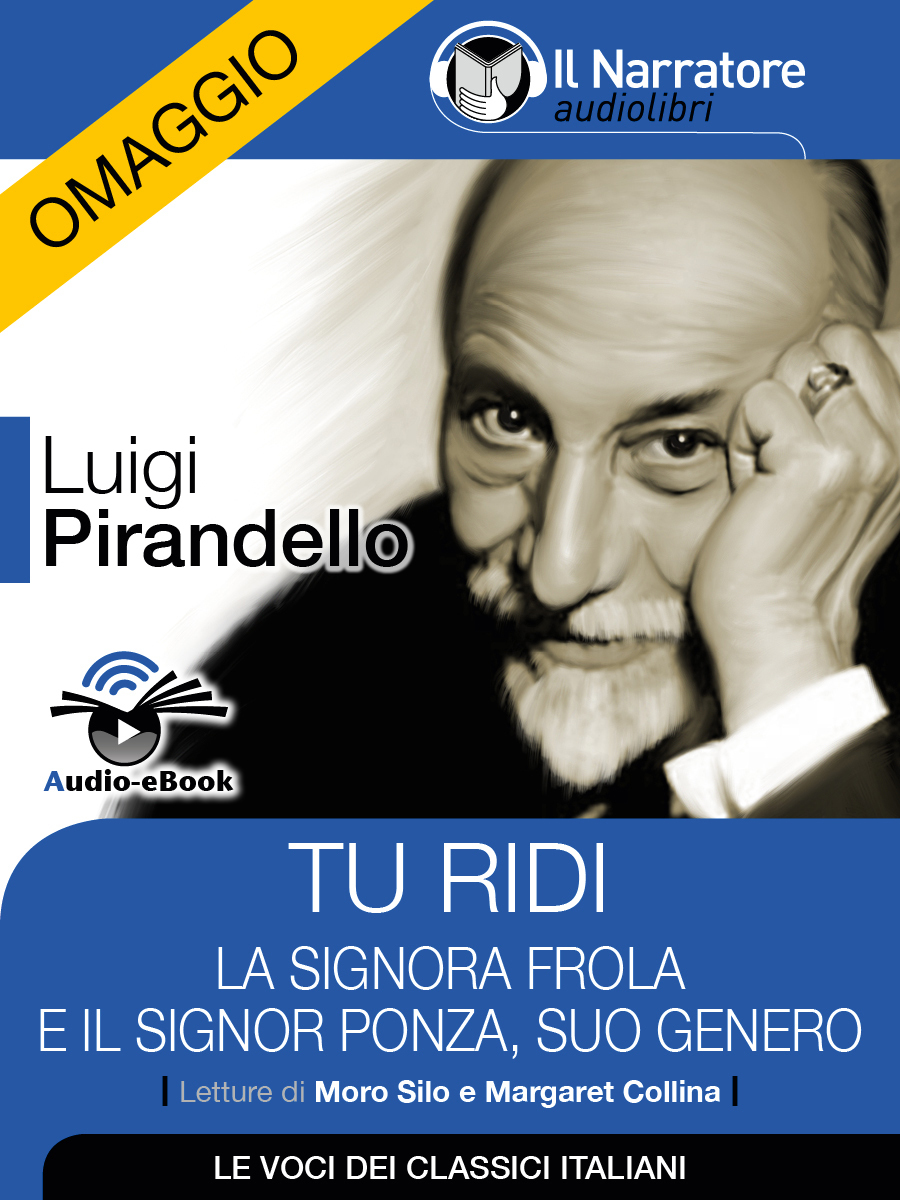 OMAGGIO
Il Narratore
audiolibri
Luigi
Pirandello
Audio-eBook
TU RIDI
LA SIGNORA FROLA
E IL SIGNOR PONZA, SUO GENERO
| Letture di Moro Silo e Margaret Collina |
LE VOCI DEI CLASSICI ITALIANI